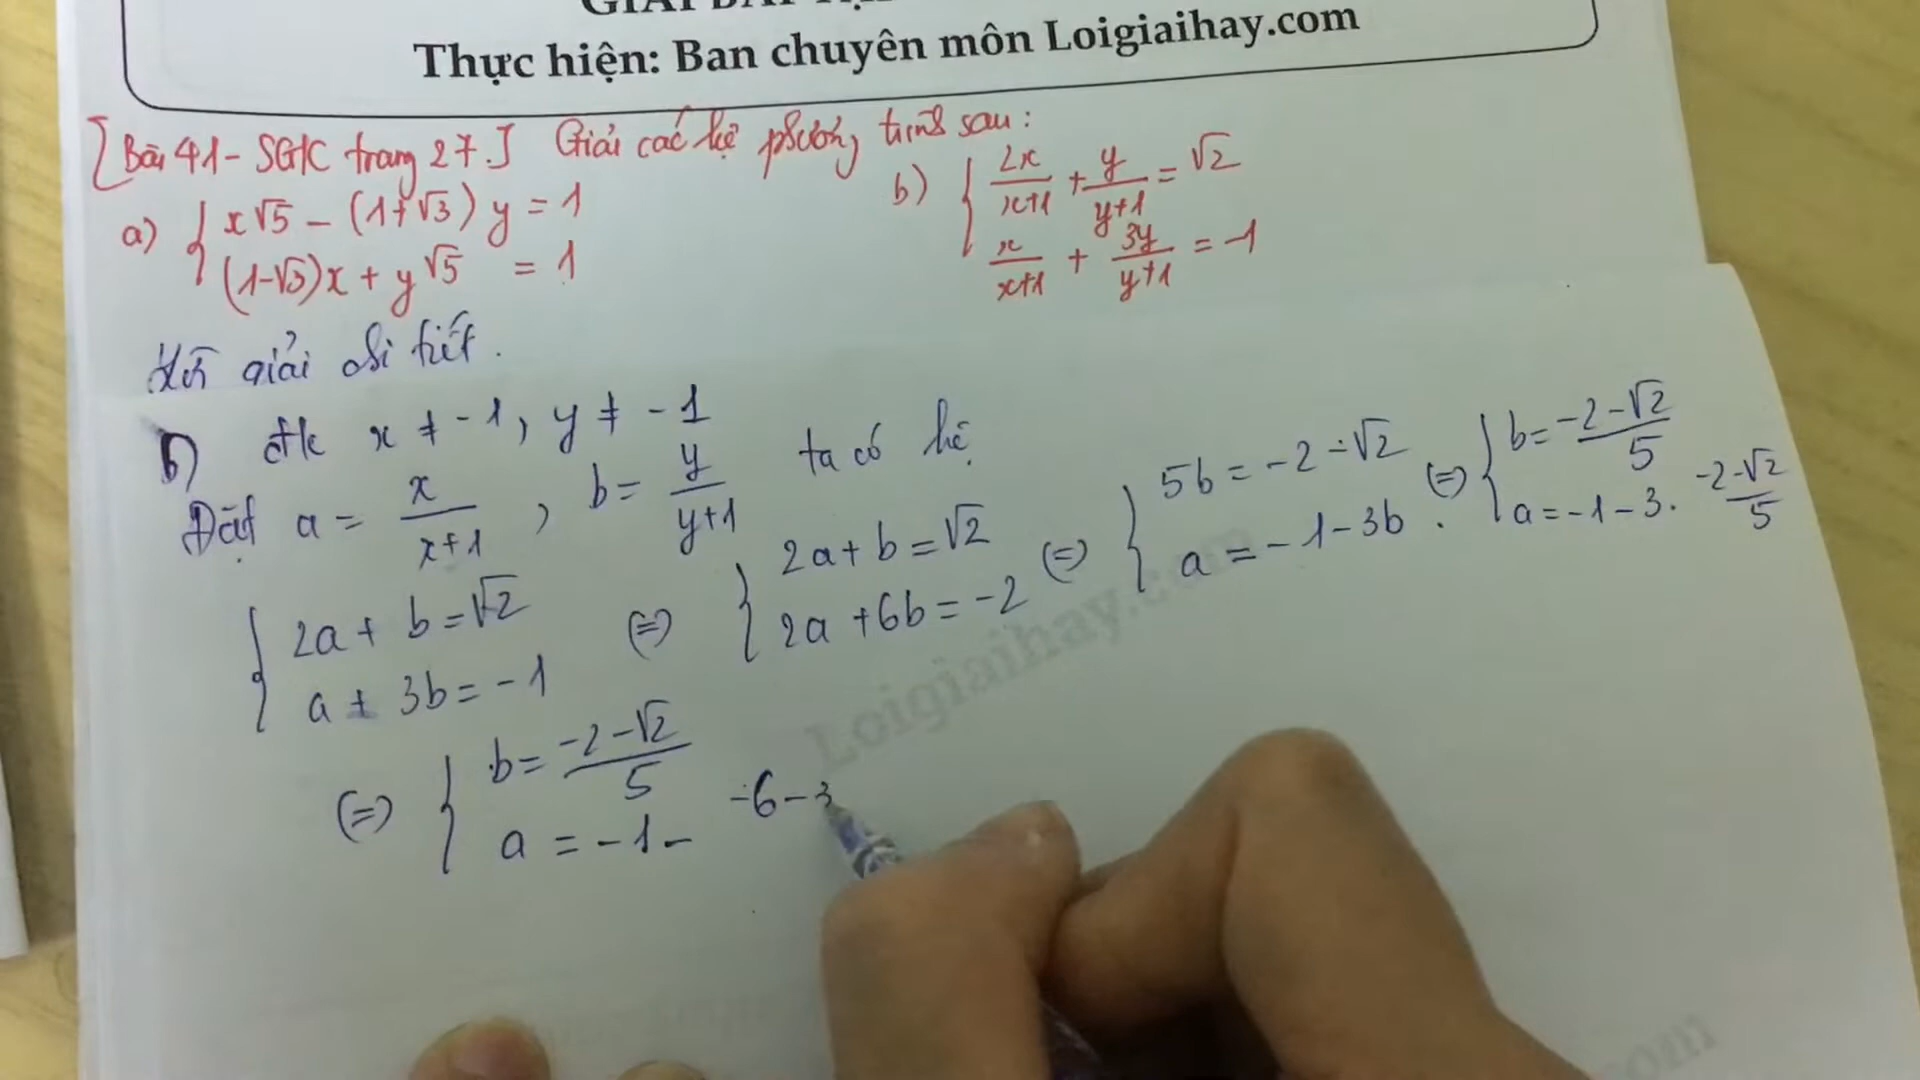 Thực hiện: Ban chuyên môn Loigiaihay.com
[Bài 41 - SGK trang 27.] Giải các hệ phương trình sau:
a) { x√5 - (1+√3) y = 1
(1-√3)x + y√5 = 1
b) { 2x/(x+1) + y/(y+1) = √2
x/(x+1) + 3y/(y+1) = -1
giải chi tiết.
b) đk x ≠ -1, y ≠ -1
Đặt a = x/(x+1) , b = y/(y+1) ta có hệ
{ 2a + b = √2
a + 3b = -1
(=) { 2a + b = √2
2a + 6b = -2
(=) { 5b = -2 - √2
a = -1 - 3b .
(=) { b = (-2 - √2)/5
a = -1 - 3. (-2-√2)/5
(=) { b = (-2 - √2)/5
a = -1 - -6 - 3
Loigiaihay.com